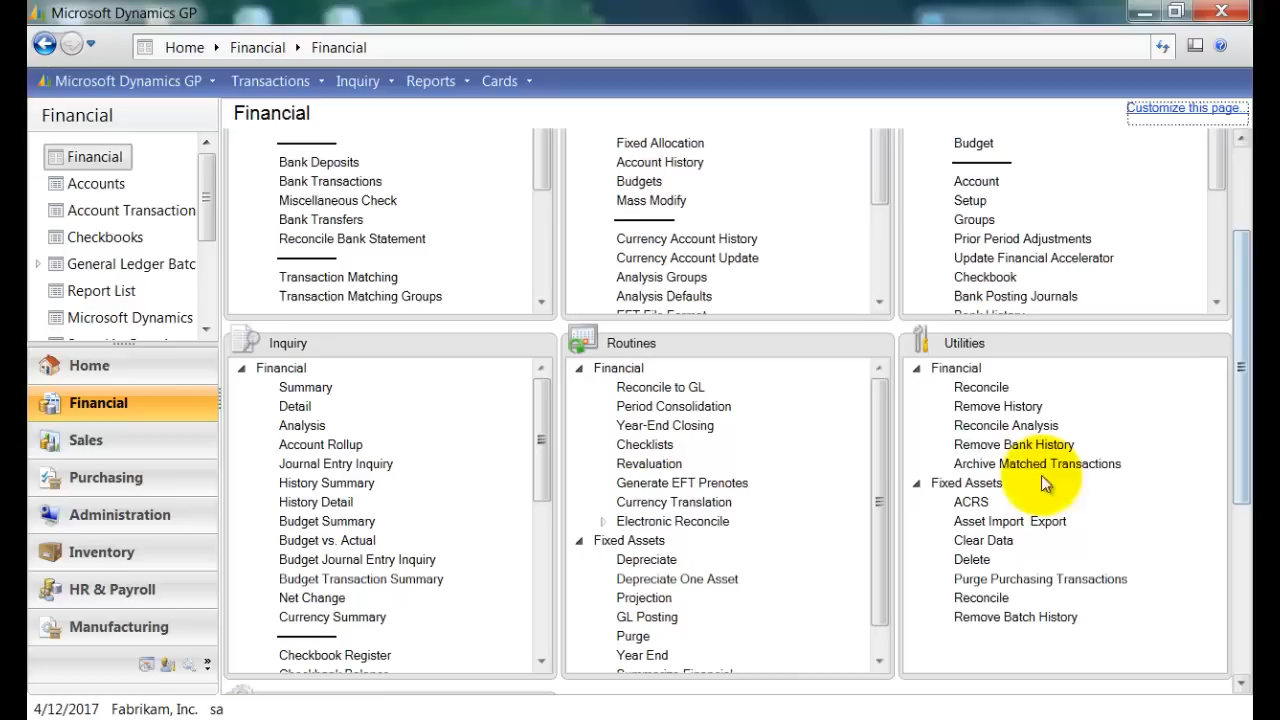 Microsoft Dynamics GP
Home Financial Financial
Microsoft Dynamics GP Transactions Inquiry Reports Cards
Financial
Financial
Accounts
Account Transaction
Checkbooks
General Ledger Batc
Report List
Microsoft Dynamics
Home
Financial
Sales
Purchasing
Administration
Inventory
HR & Payroll
Manufacturing
Financial
Customize this page...
Bank Deposits
Bank Transactions
Miscellaneous Check
Bank Transfers
Reconcile Bank Statement
Transaction Matching
Transaction Matching Groups
Fixed Allocation
Account History
Budgets
Mass Modify
Currency Account History
Currency Account Update
Analysis Groups
Analysis Defaults
EFT File Format
Budget
Account
Setup
Groups
Prior Period Adjustments
Update Financial Accelerator
Checkbook
Bank Posting Journals
Bank History
Inquiry
Financial
Summary
Detail
Analysis
Account Rollup
Journal Entry Inquiry
History Summary
History Detail
Budget Summary
Budget vs. Actual
Budget Journal Entry Inquiry
Budget Transaction Summary
Net Change
Currency Summary
Checkbook Register
Checkbook Balance
Routines
Financial
Reconcile to GL
Period Consolidation
Year-End Closing
Checklists
Revaluation
Generate EFT Prenotes
Currency Translation
Electronic Reconcile
Fixed Assets
Depreciate
Depreciate One Asset
Projection
GL Posting
Purge
Year End
Summarize Financial
Utilities
Financial
Reconcile
Remove History
Reconcile Analysis
Remove Bank History
Archive Matched Transactions
Fixed Assets
ACRS
Asset Import Export
Clear Data
Delete
Purge Purchasing Transactions
Reconcile
Remove Batch History
4/12/2017 Fabrikam, Inc. sa